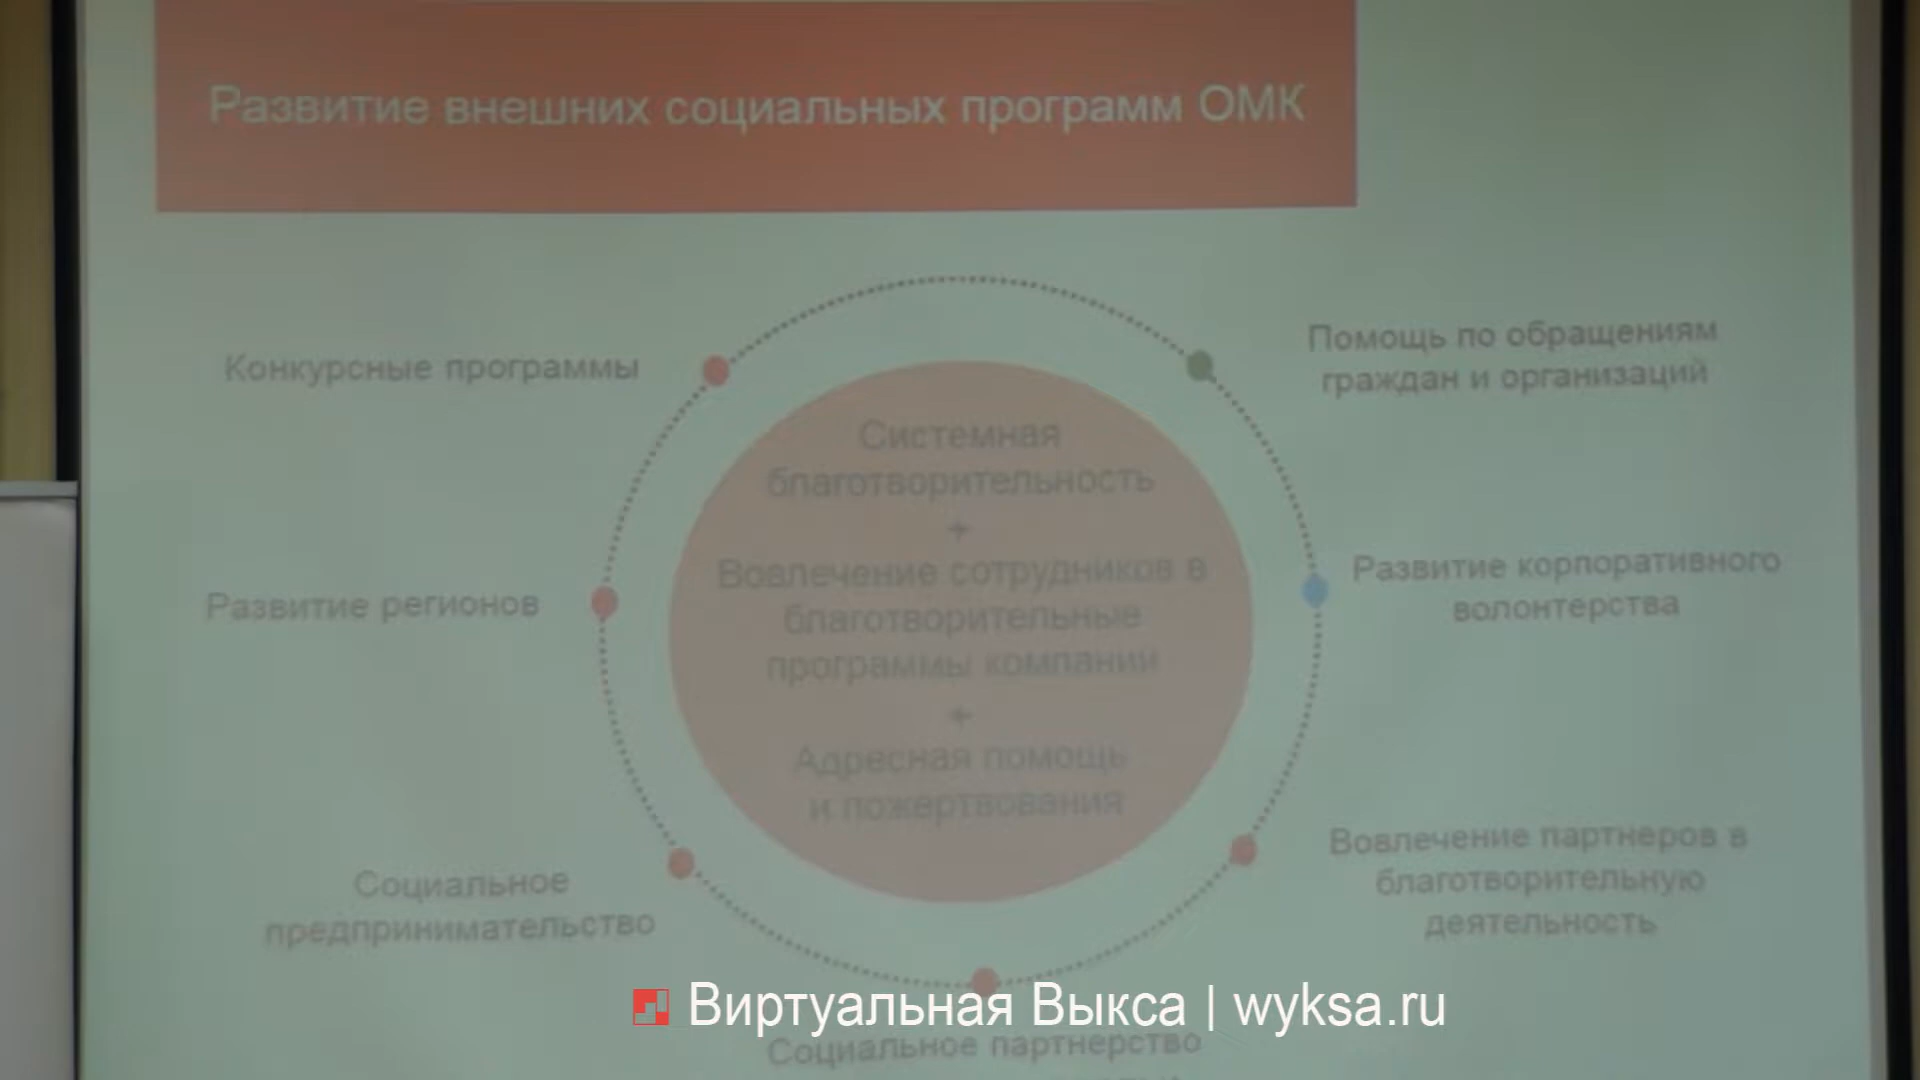 Развитие внешних социальных программ ОМК
Конкурсные программы
Помощь по обращениям
граждан и организаций
Системная
благотворительность
+
Вовлечение сотрудников в
благотворительные
программы компании
+
Адресная помощь
и пожертвования
Развитие регионов
Развитие корпоративного
волонтерства
Социальное
предпринимательство
Вовлечение партнеров в
благотворительную
деятельность
Виртуальная Выкса | wyksa.ru
Социальное партнерство